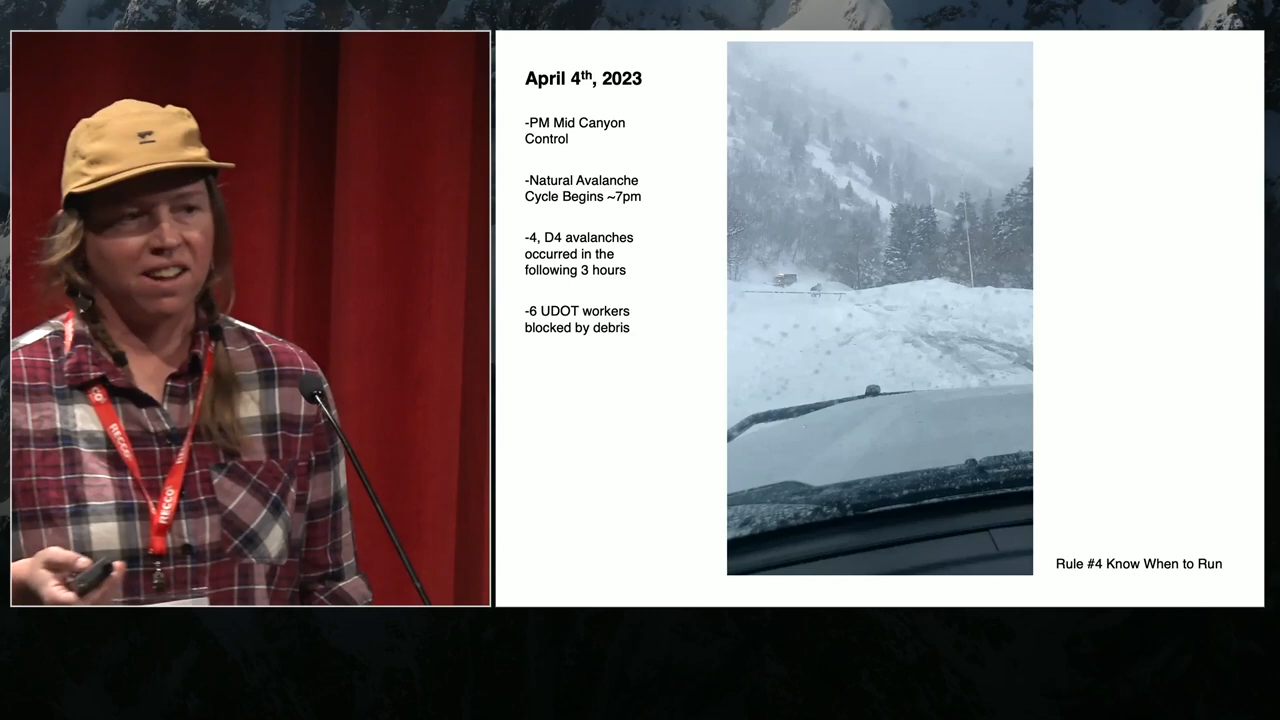 April 4th, 2023
-PM Mid Canyon
Control
-Natural Avalanche
Cycle Begins ~7pm
-4, D4 avalanches
occurred in the
following 3 hours
-6 UDOT workers
blocked by debris
Rule #4 Know When to Run
RECCO
RECCO